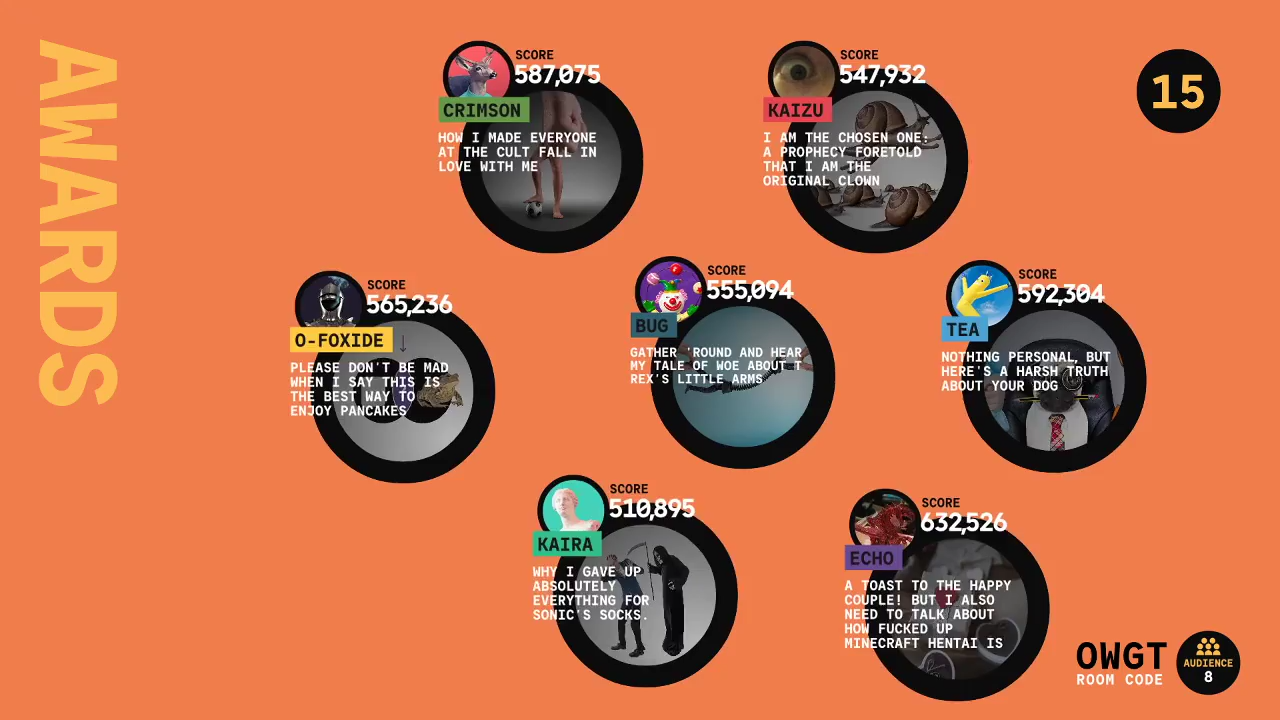 AWARDS
SCORE
587,075
CRIMSON
HOW I MADE EVERYONE
AT THE CULT FALL IN
LOVE WITH ME
SCORE
547,932
KAIZU
I AM THE CHOSEN ONE:
A PROPHECY FORETOLD
THAT I AM THE
ORIGINAL CLOWN
15
SCORE
565,236
O-FOXIDE
PLEASE DON'T BE MAD
WHEN I SAY THIS IS
THE BEST WAY TO
ENJOY PANCAKES
SCORE
555,094
BUG
GATHER 'ROUND AND HEAR
MY TALE OF WOE ABOUT T
REX'S LITTLE ARMS
SCORE
592,304
TEA
NOTHING PERSONAL, BUT
HERE'S A HARSH TRUTH
ABOUT YOUR DOG
SCORE
510,895
KAIRA
WHY I GAVE UP
ABSOLUTELY
EVERYTHING FOR
SONIC'S SOCKS.
SCORE
632,526
ECHO
A TOAST TO THE HAPPY
COUPLE! BUT I ALSO
NEED TO TALK ABOUT
HOW FUCKED UP
MINECRAFT HENTAI IS
OWGT
ROOM CODE
AUDIENCE
8